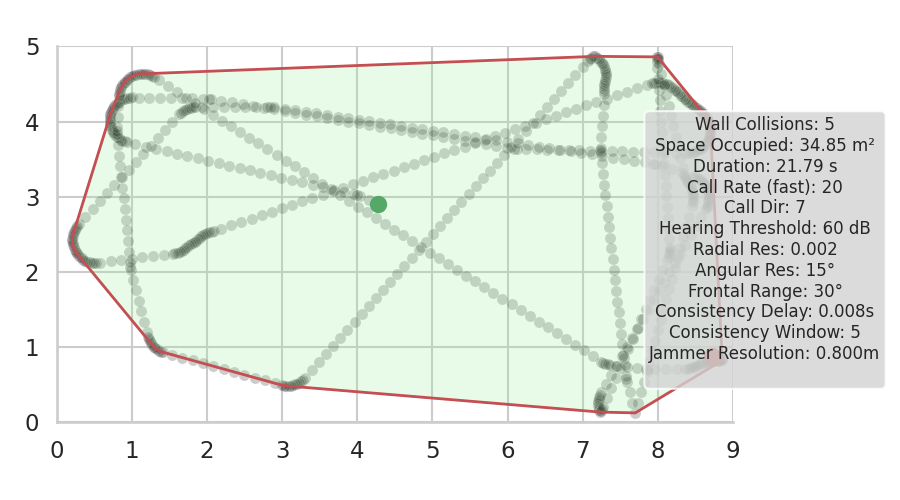 5
4
3
2
1
0
0 1 2 3 4 5 6 7 8 9
Wall Collisions: 5
Space Occupied: 34.85 m²
Duration: 21.79 s
Call Rate (fast): 20
Call Dir: 7
Hearing Threshold: 60 dB
Radial Res: 0.002
Angular Res: 15°
Frontal Range: 30°
Consistency Delay: 0.008s
Consistency Window: 5
Jammer Resolution: 0.800m